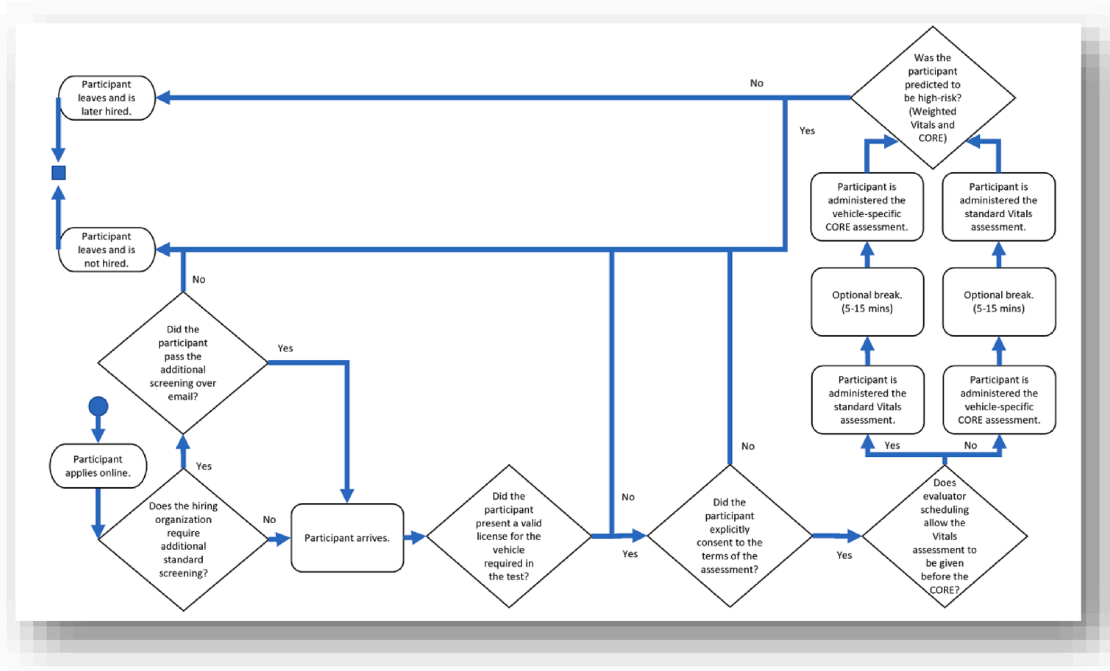 Participant
leaves and is
later hired.
No
Yes
Was the
participant
predicted to
be high-risk?
(Weighted
Vitals and
CORE)
Participant is
administered the
vehicle-specific
CORE assessment.
Participant is
administered the
standard Vitals
assessment.
Participant
leaves and is
not hired.
No
Optional break.
(5-15 mins)
Optional break.
(5-15 mins)
Did the
participant
pass the
additional
screening over
email?
Yes
Participant is
administered the
standard Vitals
assessment.
Participant is
administered the
vehicle-specific
CORE assessment.
Participant
applies online.
Yes
Does the hiring
organization
require
additional
standard
screening?
No
Participant arrives.
Did the
participant
present a valid
license for the
vehicle
required in
the test?
No
Yes
Did the
participant
explicitly
consent to the
terms of the
assessment?
No
Yes
Does
evaluator
scheduling
allow the
Vitals
assessment to
be given
before the
CORE?
Yes
No